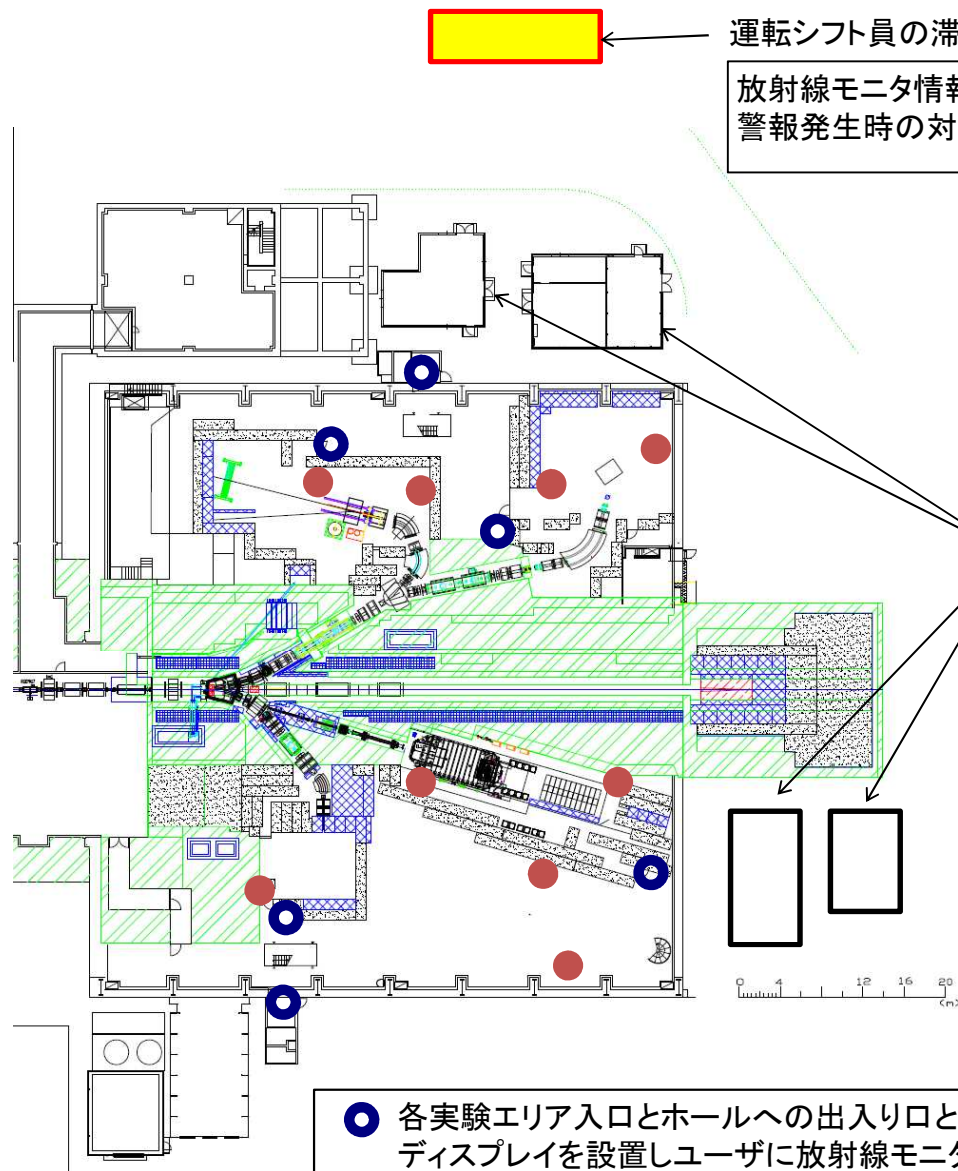 運転シフト員の滞
放射線モニタ情報
警報発生時の対
0 4 12 16 20
(m)
各実験エリア入口とホールへの出入り口と
ディスプレイを設置しユーザに放射線モニタ